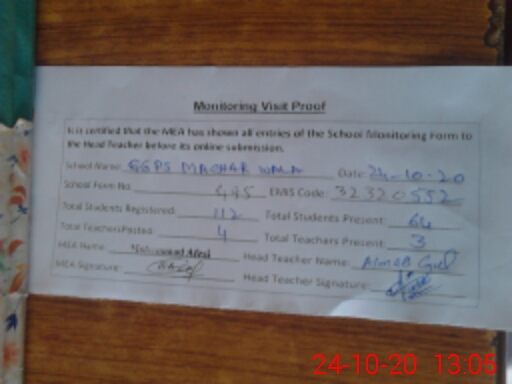 Monitoring Visit Proof
It is certified that the MEA has shown all entries of the School Monitoring Form to
the Head Teacher before its online submission.
School Name: GGPS MACHAR WALA Date: 24-10-20
School Form No. 495 EMIS Code: 32320552
Total Students Registered: 112 Total Students Present: 64
Total Teachers Posted: 4 Total Teachers Present: 3
MEA Name: Muhammad Head Teacher Name: Gul
MEA Signature: Head Teacher Signature:
24-10-20 13:05